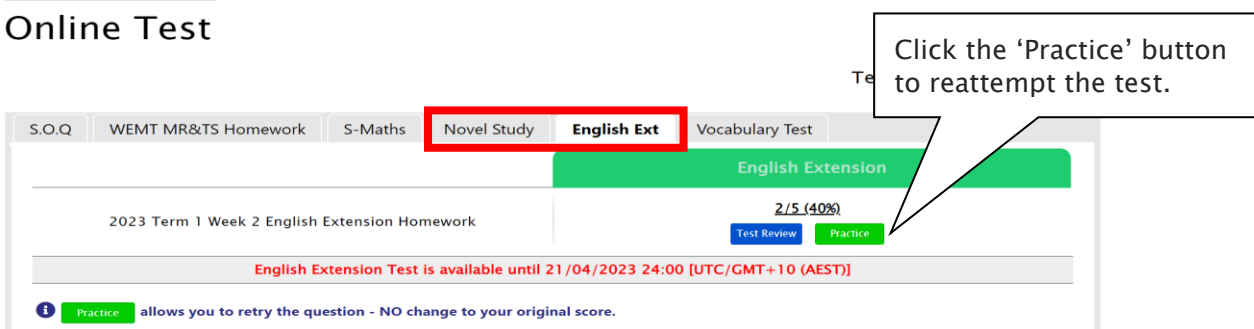 Online Test
Click the ‘Practice’ button
to reattempt the test.
S.O.Q WEMT MR&TS Homework S-Maths Novel Study English Ext Vocabulary Test
English Extension
2023 Term 1 Week 2 English Extension Homework
2/5 (40%)
Test Review Practice
English Extension Test is available until 21/04/2023 24:00 [UTC/GMT+10 (AEST)]
Practice allows you to retry the question - NO change to your original score.